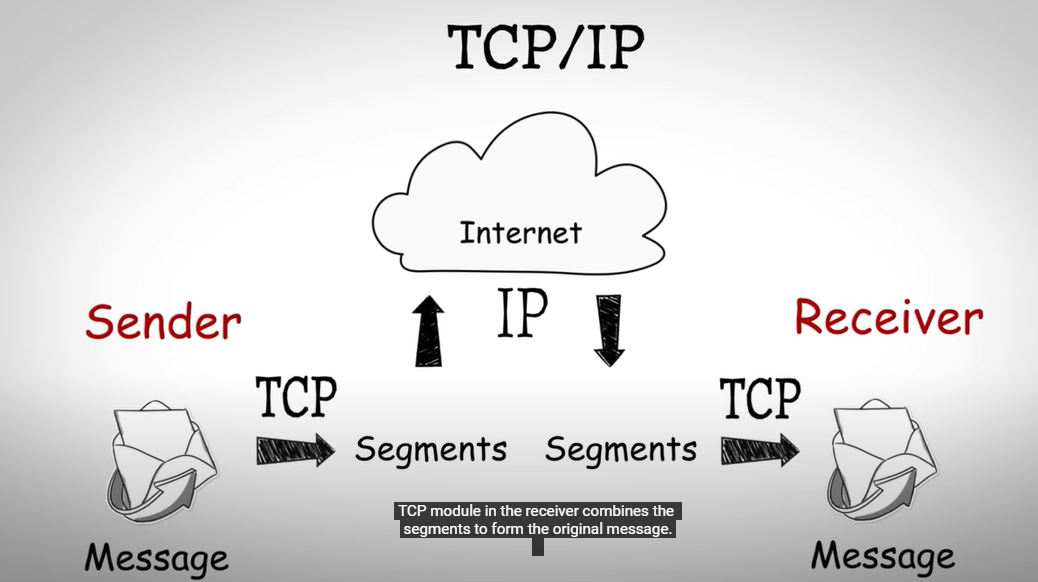 TCP/IP
Internet
IP
Sender
Receiver
TCP
TCP
Segments
Segments
TCP module in the receiver combines the
segments to form the original message.
Message
Message